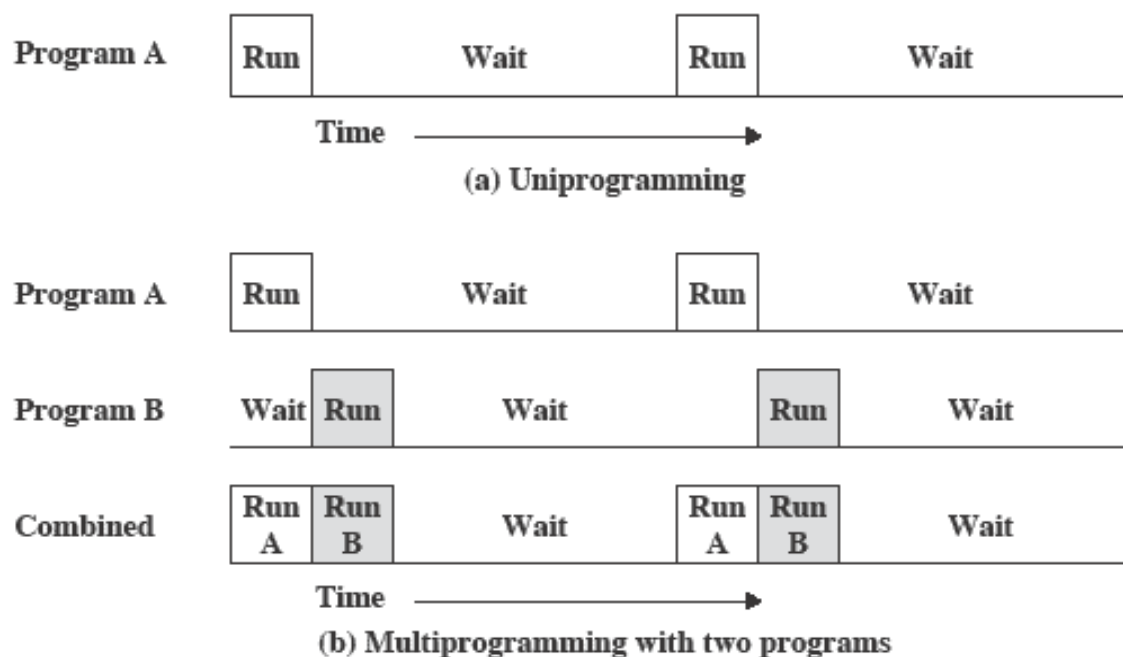 Program A Run Wait Run Wait
Time
(a) Uniprogramming
Program A Run Wait Run Wait
Program B Wait Run Wait Run Wait
Combined Run A Run B Wait Run A Run B Wait
Time
(b) Multiprogramming with two programs